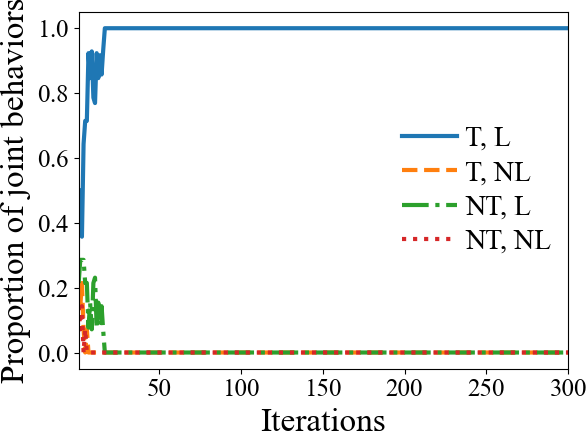 Proportion of joint behaviors
1.0
0.8
0.6
0.4
0.2
0.0
T, L
T, NL
NT, L
NT, NL
50 100 150 200 250 300
Iterations